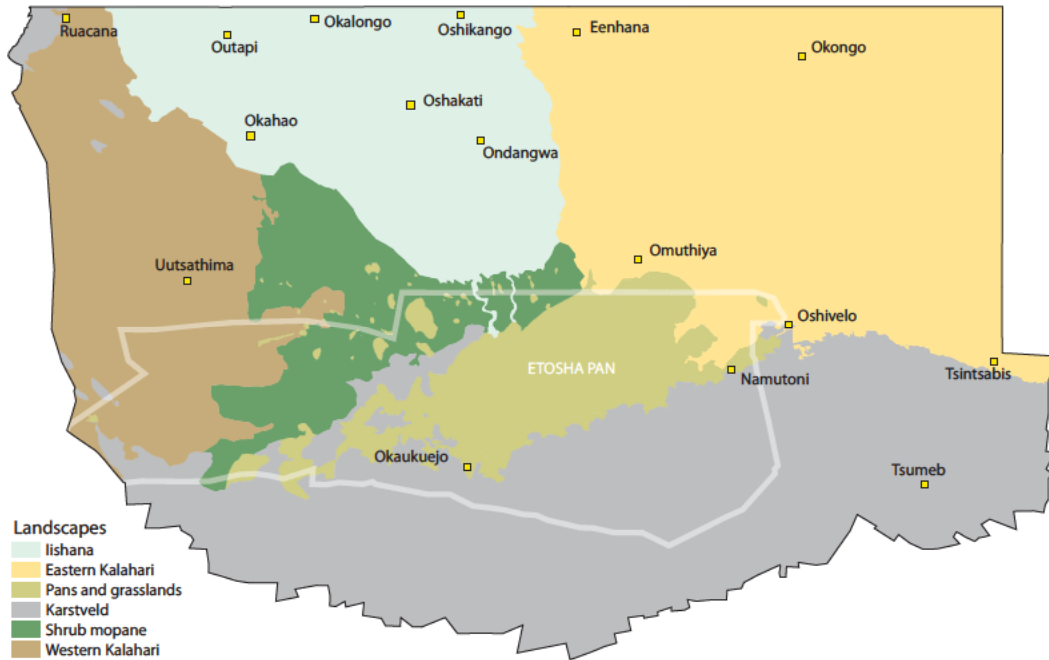 Ruacana
Okalongo
Oshikango
Eenhana
Outapi
Okongo
Oshakati
Okahao
Ondangwa
Omuthiya
Uutsathima
Oshivelo
ETOSHA PAN
Namutoni
Tsintsabis
Okaukuejo
Tsumeb
Landscapes
Iishana
Eastern Kalahari
Pans and grasslands
Karstveld
Shrub mopane
Western Kalahari